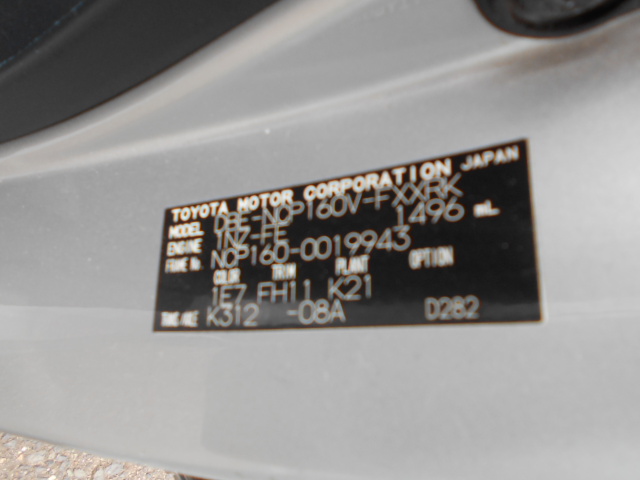 TOYOTA MOTOR CORPORATION JAPAN
MODEL DBE-NCP160V-FXXRK
ENGINE 1NZ-FE 1496 mL
FRAME No. NCP160-0019943
COLOR TRIM PLANT OPTION
1E7 FH11 K21
TRANS./AXLE K312 -08A D282